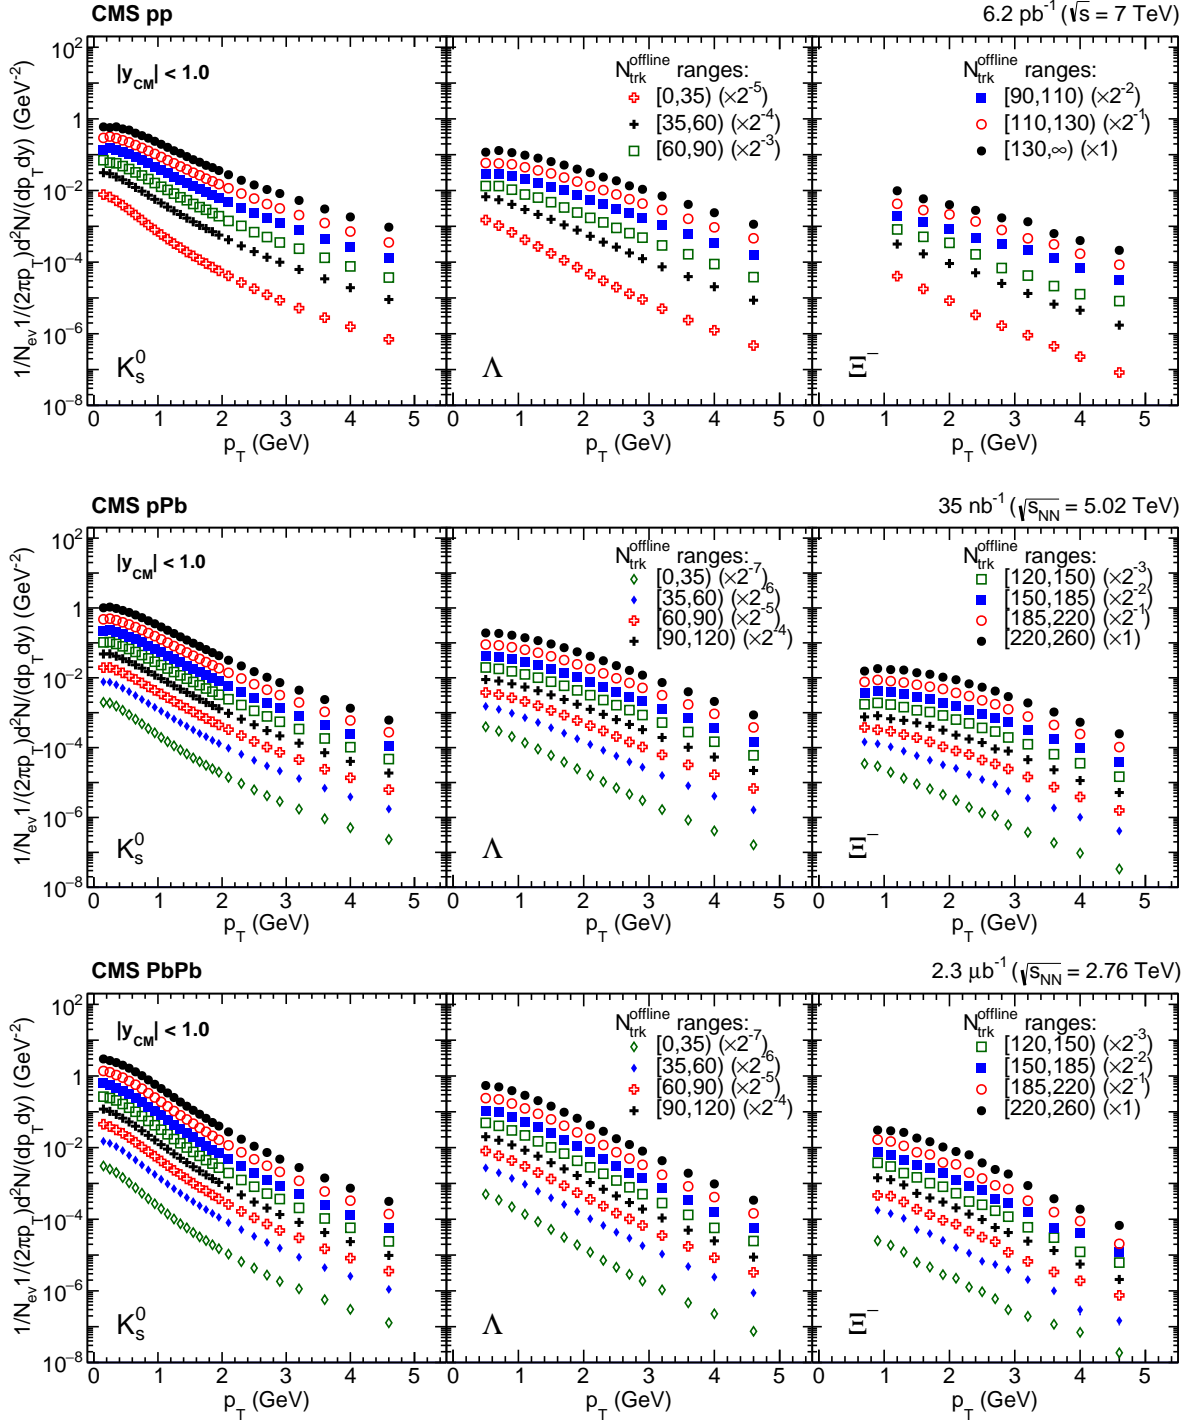 CMS pp
6.2 pb⁻¹ (√s = 7 TeV)
1/N_ev 1/(2πp_T)d²N/(dp_T dy) (GeV⁻²)
10²
1
10⁻²
10⁻⁴
10⁻⁶
10⁻⁸
|y_CM| < 1.0
K_s^0
0 1 2 3 4 5
p_T (GeV)
N_trk^offline ranges:
[0,35) (×2⁻⁵)
[35,60) (×2⁻⁴)
[60,90) (×2⁻³)
Λ
1 2 3 4 5
p_T (GeV)
N_trk^offline ranges:
[90,110) (×2⁻²)
[110,130) (×2⁻¹)
[130,∞) (×1)
Ξ⁻
0 1 2 3 4 5
p_T (GeV)
CMS pPb
35 nb⁻¹ (√s_NN = 5.02 TeV)
1/N_ev 1/(2πp_T)d²N/(dp_T dy) (GeV⁻²)
10²
1
10⁻²
10⁻⁴
10⁻⁶
10⁻⁸
|y_CM| < 1.0
K_s^0
0 1 2 3 4 5
p_T (GeV)
N_trk^offline ranges:
[0,35) (×2⁻⁷)
[35,60) (×2⁻⁶)
[60,90) (×2⁻⁵)
[90,120) (×2⁻⁴)
Λ
1 2 3 4 5
p_T (GeV)
N_trk^offline ranges:
[120,150) (×2⁻³)
[150,185) (×2⁻²)
[185,220) (×2⁻¹)
[220,260) (×1)
Ξ⁻
0 1 2 3 4 5
p_T (GeV)
CMS PbPb
2.3 μb⁻¹ (√s_NN = 2.76 TeV)
1/N_ev 1/(2πp_T)d²N/(dp_T dy) (GeV⁻²)
10²
1
10⁻²
10⁻⁴
10⁻⁶
10⁻⁸
|y_CM| < 1.0
K_s^0
0 1 2 3 4 5
p_T (GeV)
N_trk^offline ranges:
[0,35) (×2⁻⁷)
[35,60) (×2⁻⁶)
[60,90) (×2⁻⁵)
[90,120) (×2⁻⁴)
Λ
1 2 3 4 5
p_T (GeV)
N_trk^offline ranges:
[120,150) (×2⁻³)
[150,185) (×2⁻²)
[185,220) (×2⁻¹)
[220,260) (×1)
Ξ⁻
0 1 2 3 4 5
p_T (GeV)